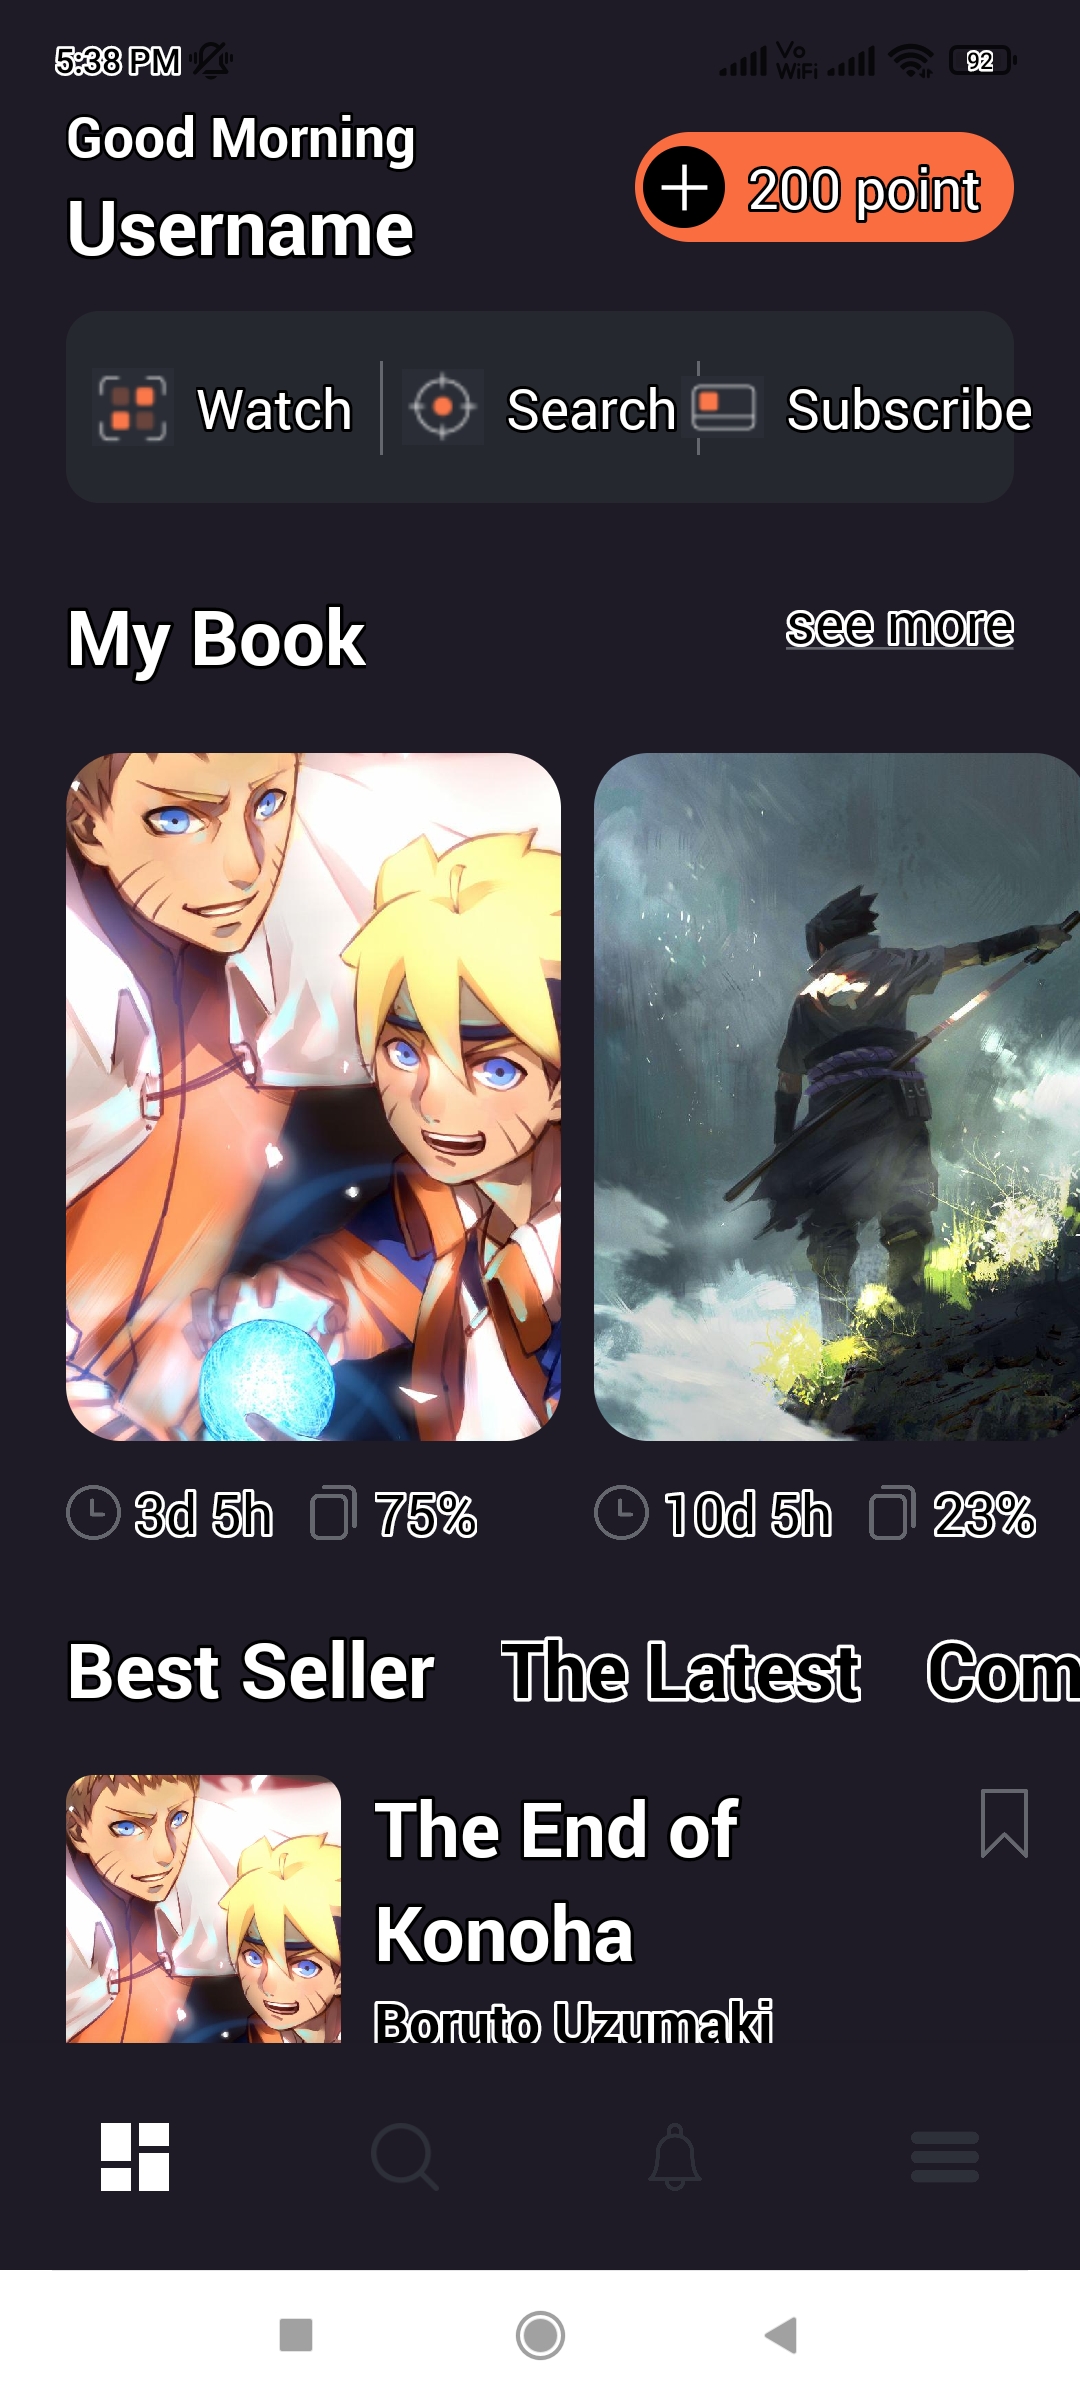 5:38 PM Vo WiFi 92
Good Morning
Username
200 point
Watch Search Subscribe
My Book see more
3d 5h 75% 10d 5h 23%
Best Seller The Latest Com
The End of
Konoha
Boruto Uzumaki